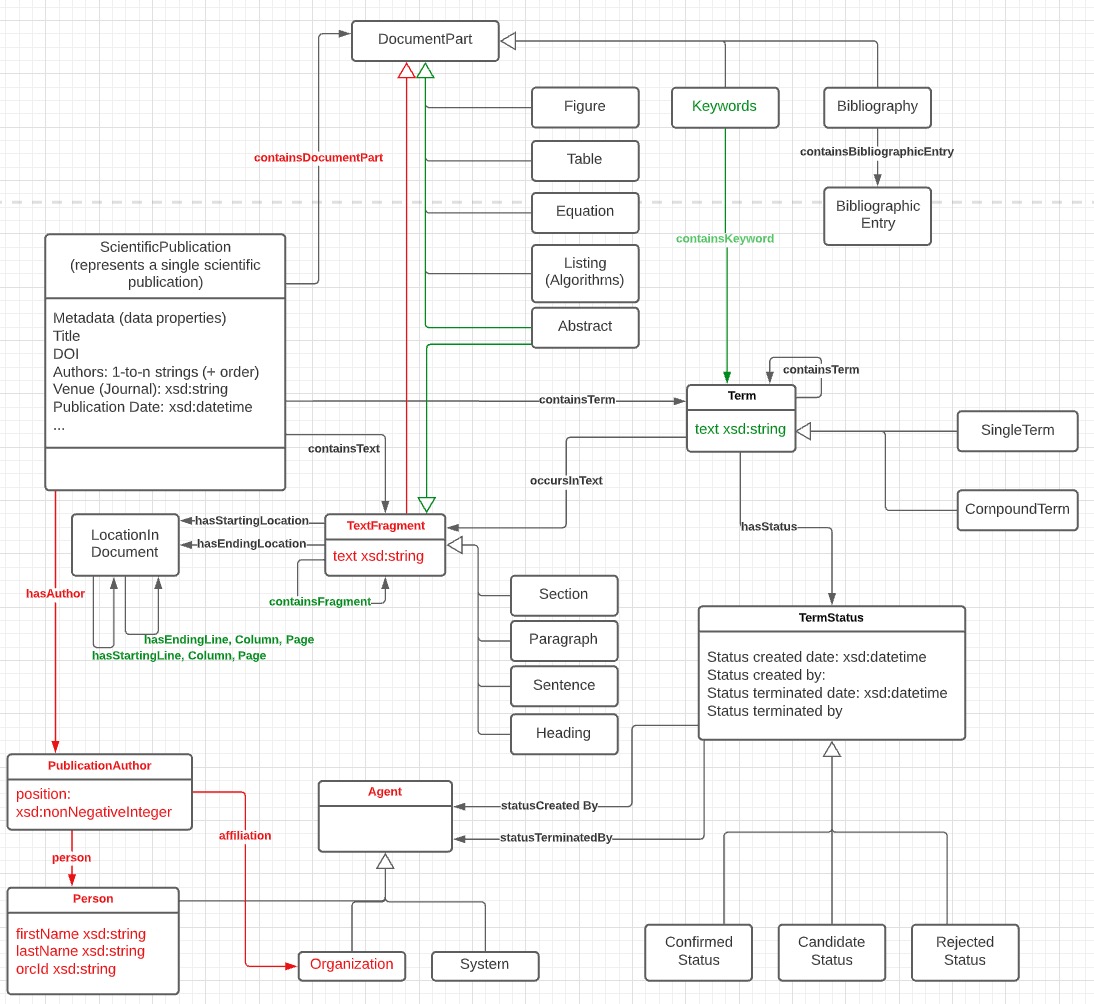 DocumentPart
Figure
Keywords
Bibliography
containsDocumentPart
Table
containsBibliographicEntry
Equation
Bibliographic
Entry
containsKeyword
ScientificPublication
(represents a single scientific
publication)
Listing
(Algorithms)
Metadata (data properties)
Title
DOI
Authors: 1-to-n strings (+ order)
Venue (Journal): xsd:string
Publication Date: xsd:datetime
...
Abstract
containsTerm
containsTerm
Term
text xsd:string
SingleTerm
containsText
occursInText
CompoundTerm
hasStatus
LocationIn
Document
hasStartingLocation
hasEndingLocation
TextFragment
text xsd:string
hasAuthor
containsFragment
Section
hasEndingLine, Column, Page
hasStartingLine, Column, Page
Paragraph
Sentence
Heading
TermStatus
Status created date: xsd:datetime
Status created by:
Status terminated date: xsd:datetime
Status terminated by
PublicationAuthor
position:
xsd:nonNegativeInteger
Agent
statusCreated By
statusTerminatedBy
affiliation
person
Person
firstName xsd:string
lastName xsd:string
orcId xsd:string
Organization
System
Confirmed
Status
Candidate
Status
Rejected
Status